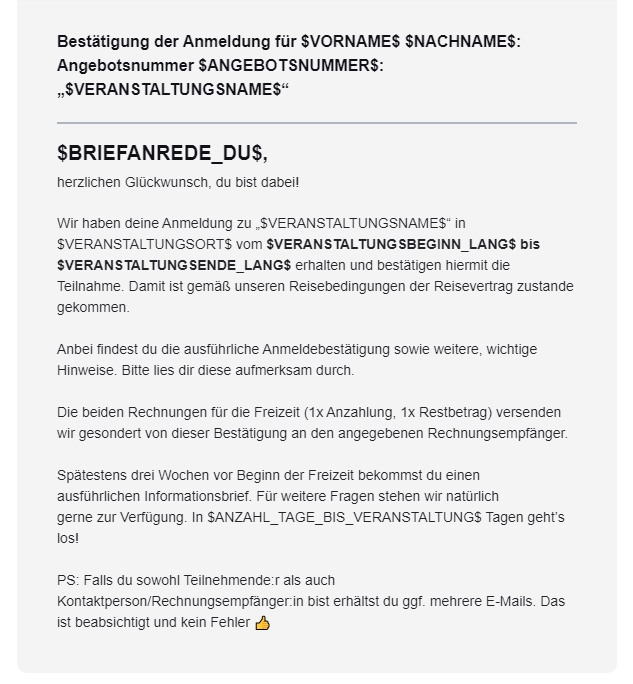 Bestätigung der Anmeldung für $VORNAME$ $NACHNAME$:
Angebotsnummer $ANGEBOTSNUMMER$:
„$VERANSTALTUNGSNAME$“
$BRIEFANREDE_DU$,
herzlichen Glückwunsch, du bist dabei!
Wir haben deine Anmeldung zu „$VERANSTALTUNGSNAME$“ in
$VERANSTALTUNGSORT$ vom $VERANSTALTUNGSBEGINN_LANG$ bis
$VERANSTALTUNGSENDE_LANG$ erhalten und bestätigen hiermit die
Teilnahme. Damit ist gemäß unseren Reisebedingungen der Reisevertrag zustande
gekommen.
Anbei findest du die ausführliche Anmeldebestätigung sowie weitere, wichtige
Hinweise. Bitte lies dir diese aufmerksam durch.
Die beiden Rechnungen für die Freizeit (1x Anzahlung, 1x Restbetrag) versenden
wir gesondert von dieser Bestätigung an den angegebenen Rechnungsempfänger.
Spätestens drei Wochen vor Beginn der Freizeit bekommst du einen
ausführlichen Informationsbrief. Für weitere Fragen stehen wir natürlich
gerne zur Verfügung. In $ANZAHL_TAGE_BIS_VERANSTALTUNG$ Tagen geht’s
los!
PS: Falls du sowohl Teilnehmende:r als auch
Kontaktperson/Rechnungsempfänger:in bist erhältst du ggf. mehrere E-Mails. Das
ist beabsichtigt und kein Fehler 👍